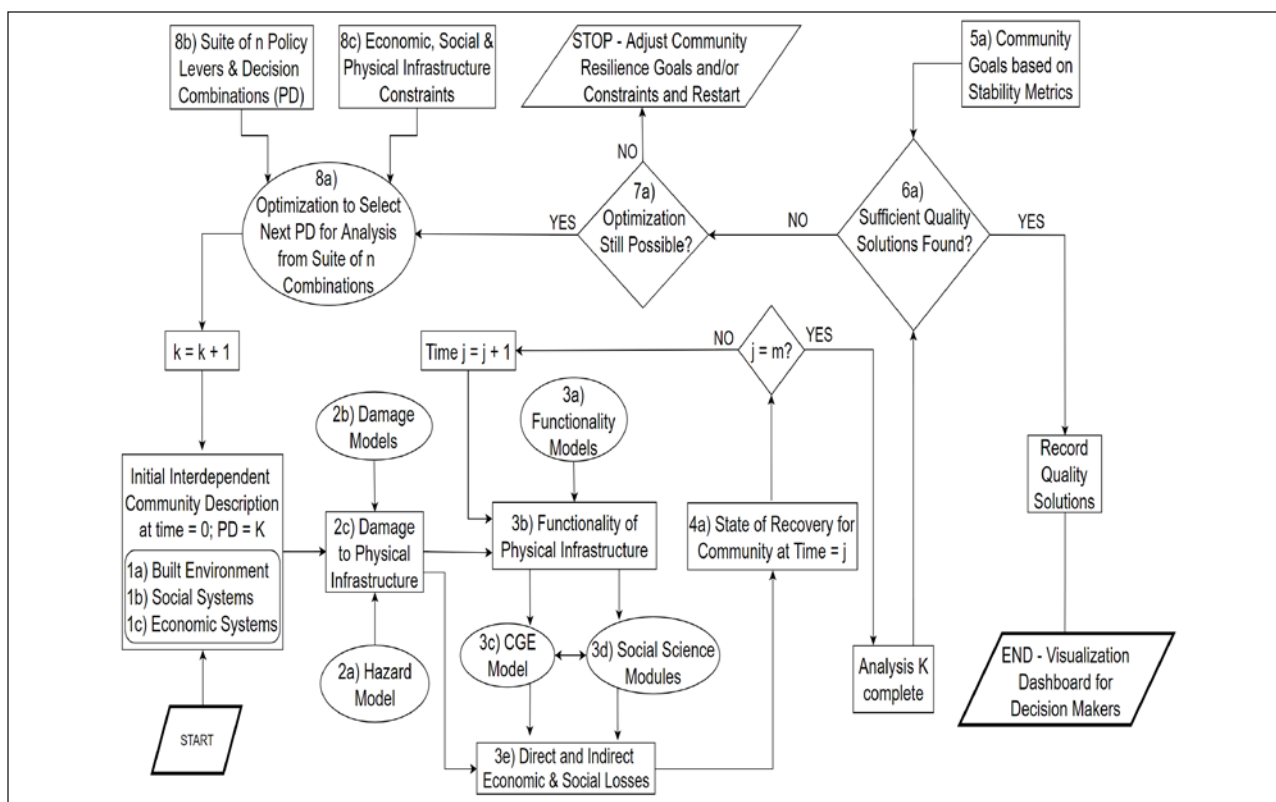 8b) Suite of n Policy
Levers & Decision
Combinations (PD)
8c) Economic, Social &
Physical Infrastructure
Constraints
STOP - Adjust Community
Resilience Goals and/or
Constraints and Restart
5a) Community
Goals based on
Stability Metrics
8a)
Optimization to Select
Next PD for Analysis
from Suite of n
Combinations
YES
NO
7a)
Optimization
Still Possible?
NO
6a)
Sufficient Quality
Solutions Found?
YES
k = k + 1
Time j = j + 1
NO
j = m?
YES
2b) Damage
Models
3a)
Functionality
Models
Initial Interdependent
Community Description
at time = 0; PD = K
1a) Built Environment
1b) Social Systems
1c) Economic Systems
2c) Damage
to Physical
Infrastructure
3b) Functionality of
Physical Infrastructure
4a) State of Recovery for
Community at Time = j
Record
Quality
Solutions
2a) Hazard
Model
3c) CGE
Model
3d) Social Science
Modules
Analysis K
complete
END - Visualization
Dashboard for
Decision Makers
START
3e) Direct and Indirect
Economic & Social Losses